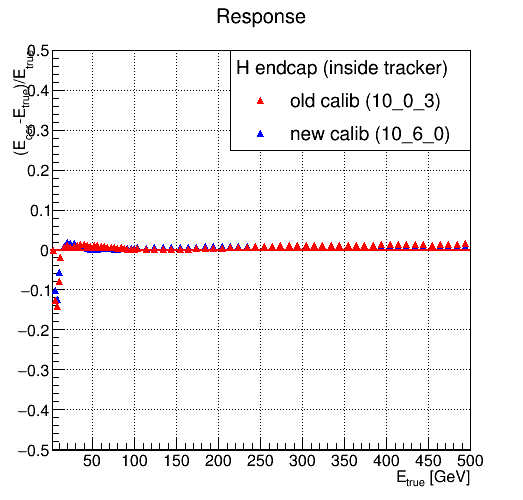 Response
(E_cor-E_true)/E_true
H endcap (inside tracker)
old calib (10_0_3)
new calib (10_6_0)
0.5
0.4
0.3
0.2
0.1
0
−0.1
−0.2
−0.3
−0.4
−0.5
50 100 150 200 250 300 350 400 450 500
E_true [GeV]